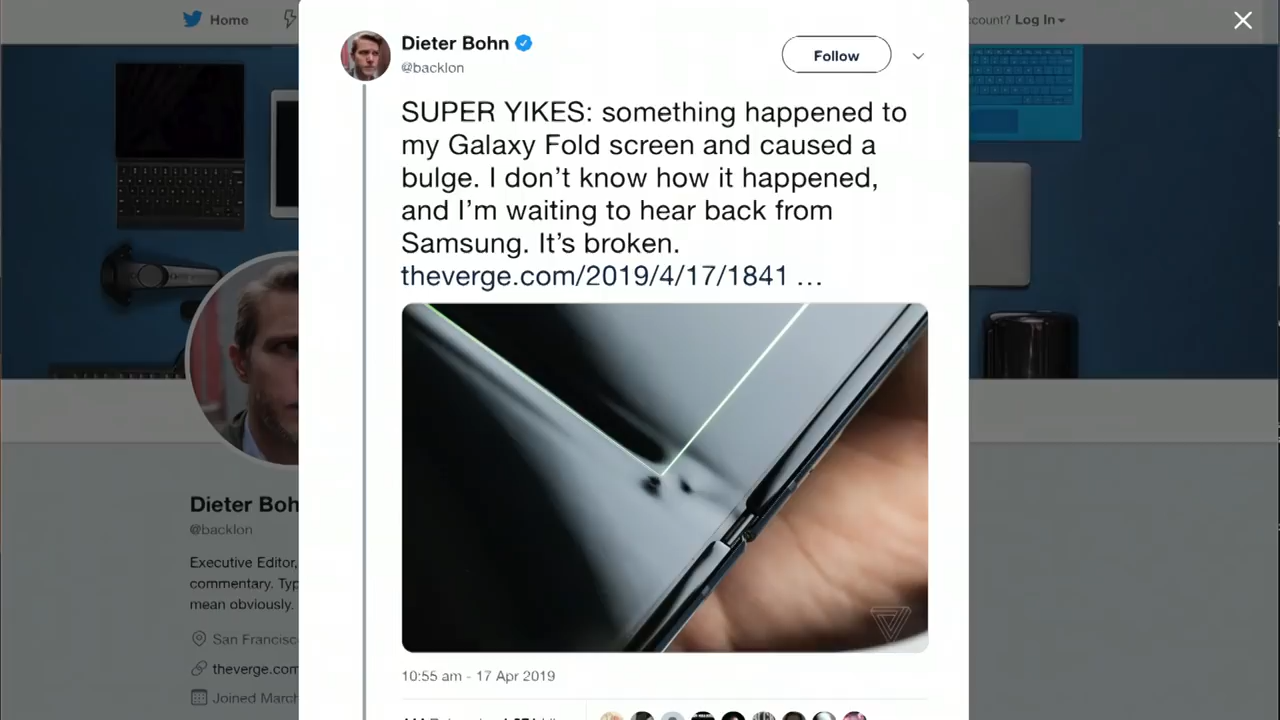 Home
count? Log In
Dieter Bohn
@backlon
Follow
SUPER YIKES: something happened to
my Galaxy Fold screen and caused a
bulge. I don't know how it happened,
and I'm waiting to hear back from
Samsung. It's broken.
theverge.com/2019/4/17/1841 …
10:55 am - 17 Apr 2019
Dieter Boh
@backlon
Executive Editor,
commentary. Typ
mean obviously.
San Francisc
theverge.com
Joined March